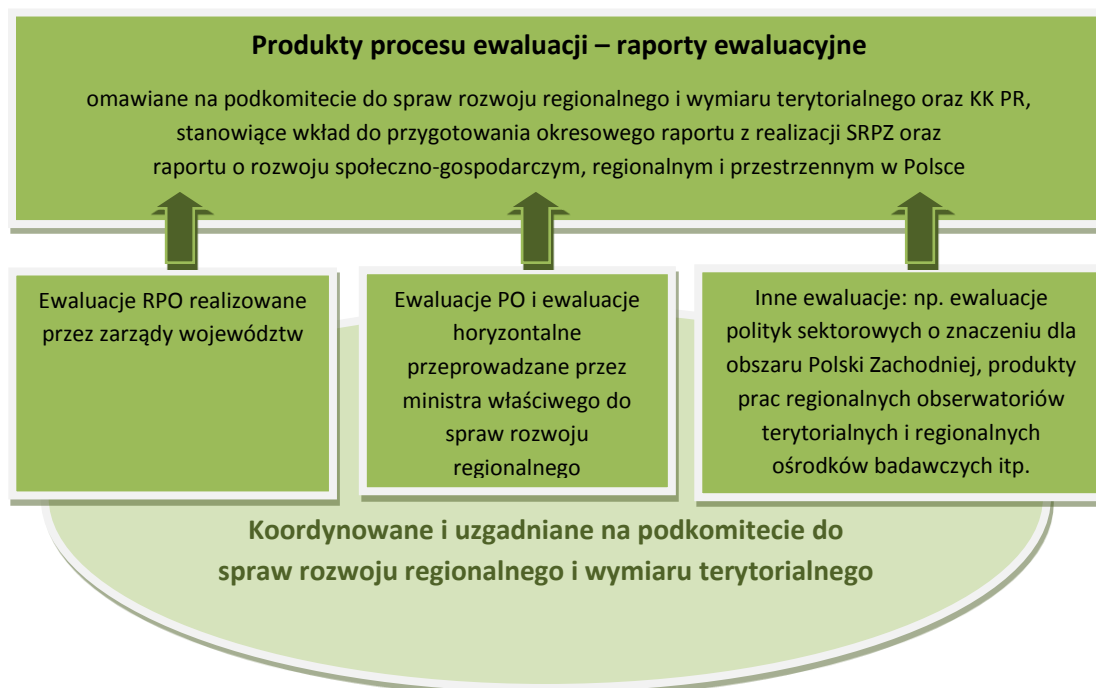 Produkty procesu ewaluacji – raporty ewaluacyjne
omawiane na podkomitecie do spraw rozwoju regionalnego i wymiaru terytorialnego oraz KK PR,
stanowiące wkład do przygotowania okresowego raportu z realizacji SRPZ oraz
raportu o rozwoju społeczno-gospodarczym, regionalnym i przestrzennym w Polsce
Ewaluacje RPO realizowane
przez zarządy województw
Ewaluacje PO i ewaluacje
horyzontalne
przeprowadzane przez
ministra właściwego do
spraw rozwoju
regionalnego
Inne ewaluacje: np. ewaluacje
polityk sektorowych o znaczeniu dla
obszaru Polski Zachodniej, produkty
prac regionalnych obserwatoriów
terytorialnych i regionalnych
ośrodków badawczych itp.
Koordynowane i uzgadniane na podkomitecie do
spraw rozwoju regionalnego i wymiaru terytorialnego